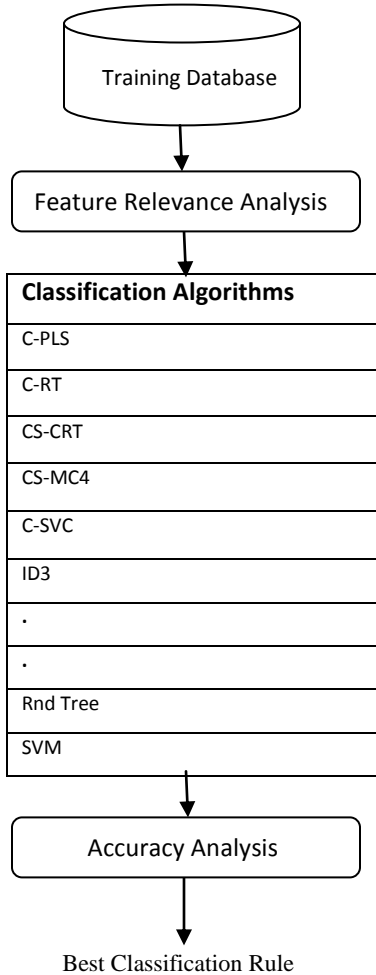 Training Database
Feature Relevance Analysis
Classification Algorithms
C-PLS
C-RT
CS-CRT
CS-MC4
C-SVC
ID3
.
.
Rnd Tree
SVM
Accuracy Analysis
Best Classification Rule